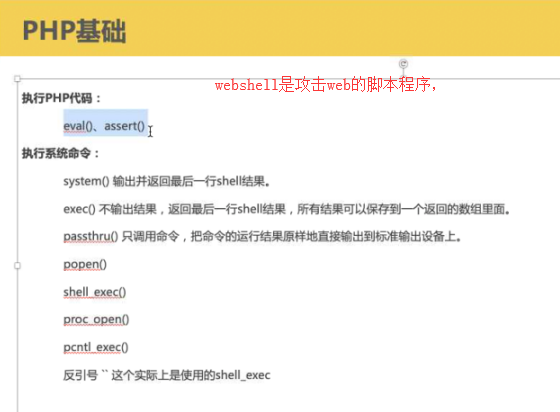 PHP基础
webshell是攻击web的脚本程序，
执行PHP代码：
eval()、assert()
执行系统命令：
system() 输出并返回最后一行shell结果。
exec() 不输出结果，返回最后一行shell结果，所有结果可以保存到一个返回的数组里面。
passthru() 只调用命令，把命令的运行结果原样地直接输出到标准输出设备上。
popen()
shell_exec()
proc_open()
pcntl_exec()
反引号 `` 这个实际上是使用的shell_exec